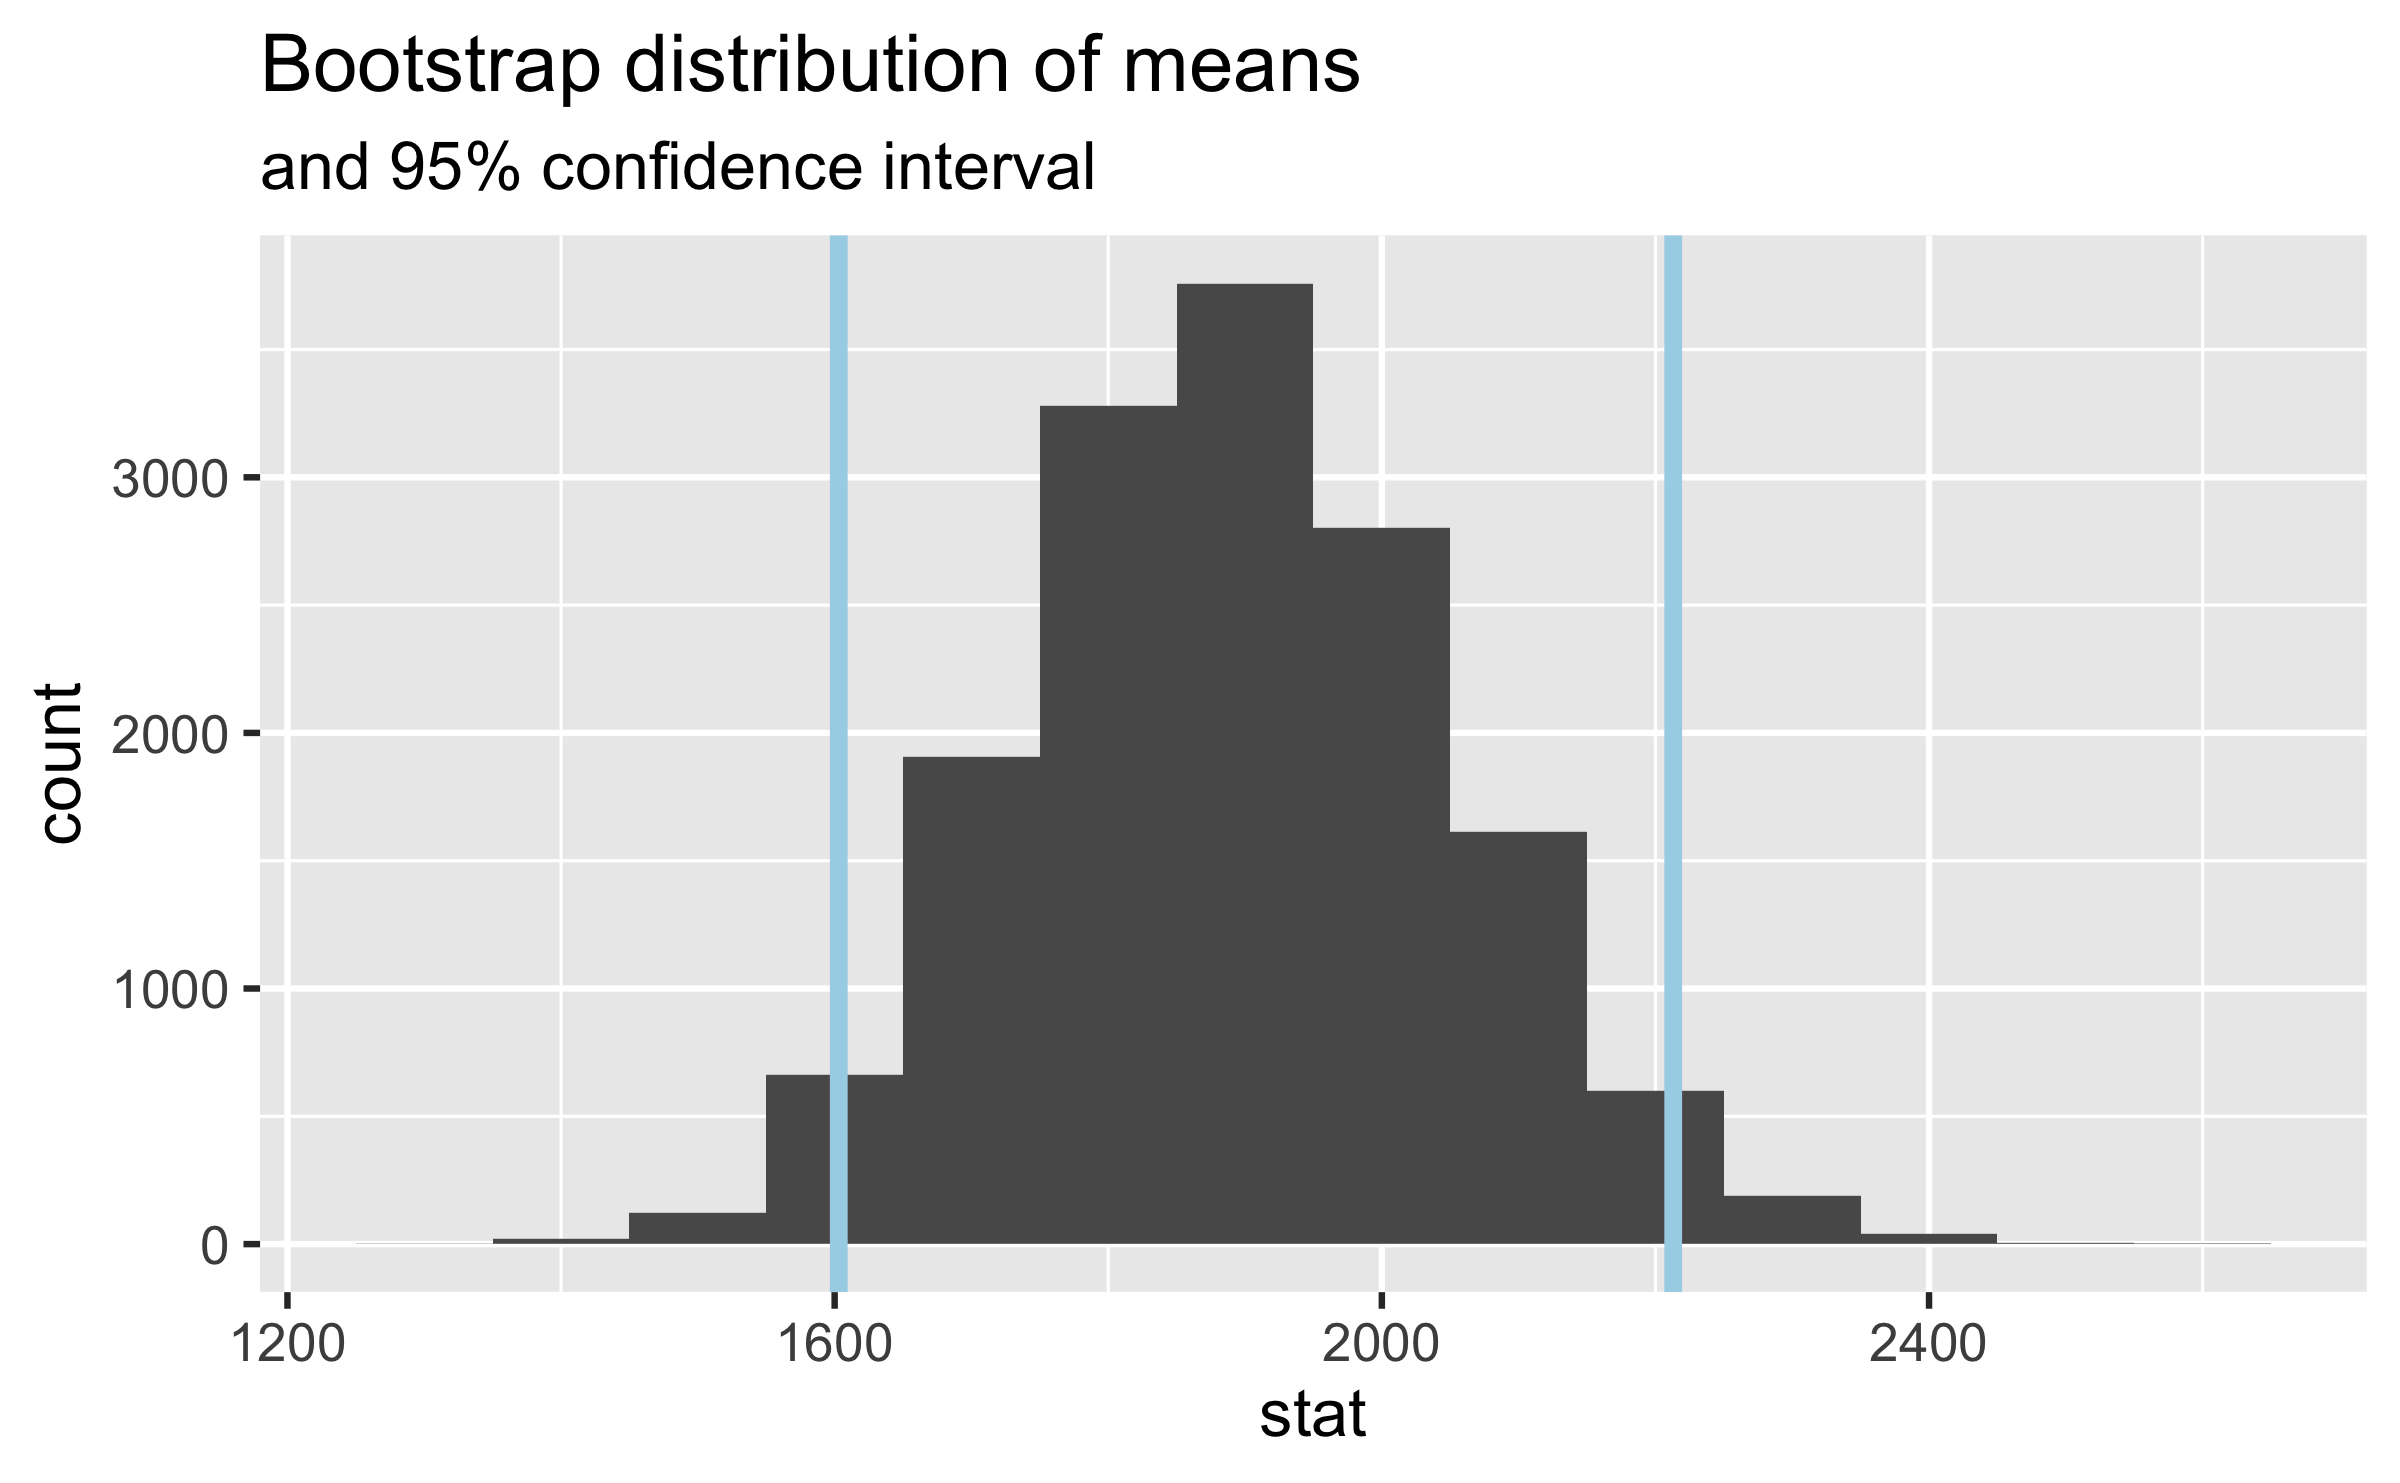 Bootstrap distribution of means
and 95% confidence interval
3000
2000
1000
0
count
1200 1600 2000 2400
stat